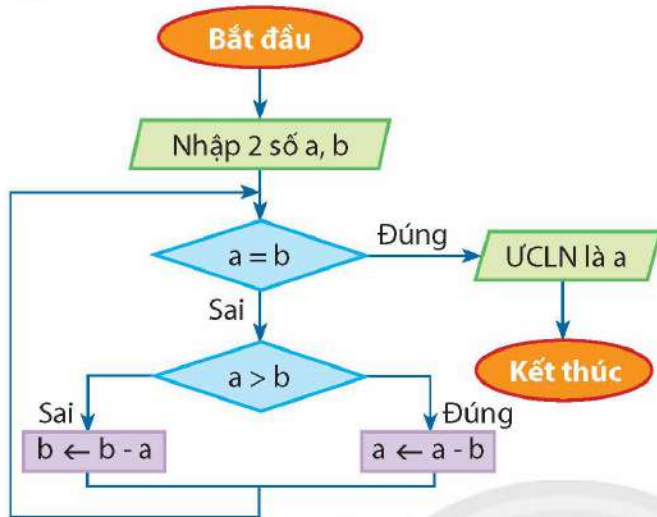 Bắt đầu
Nhập 2 số a, b
a = b
Đúng
ƯCLN là a
Sai
a > b
Kết thúc
Sai
Đúng
b ← b - a
a ← a - b